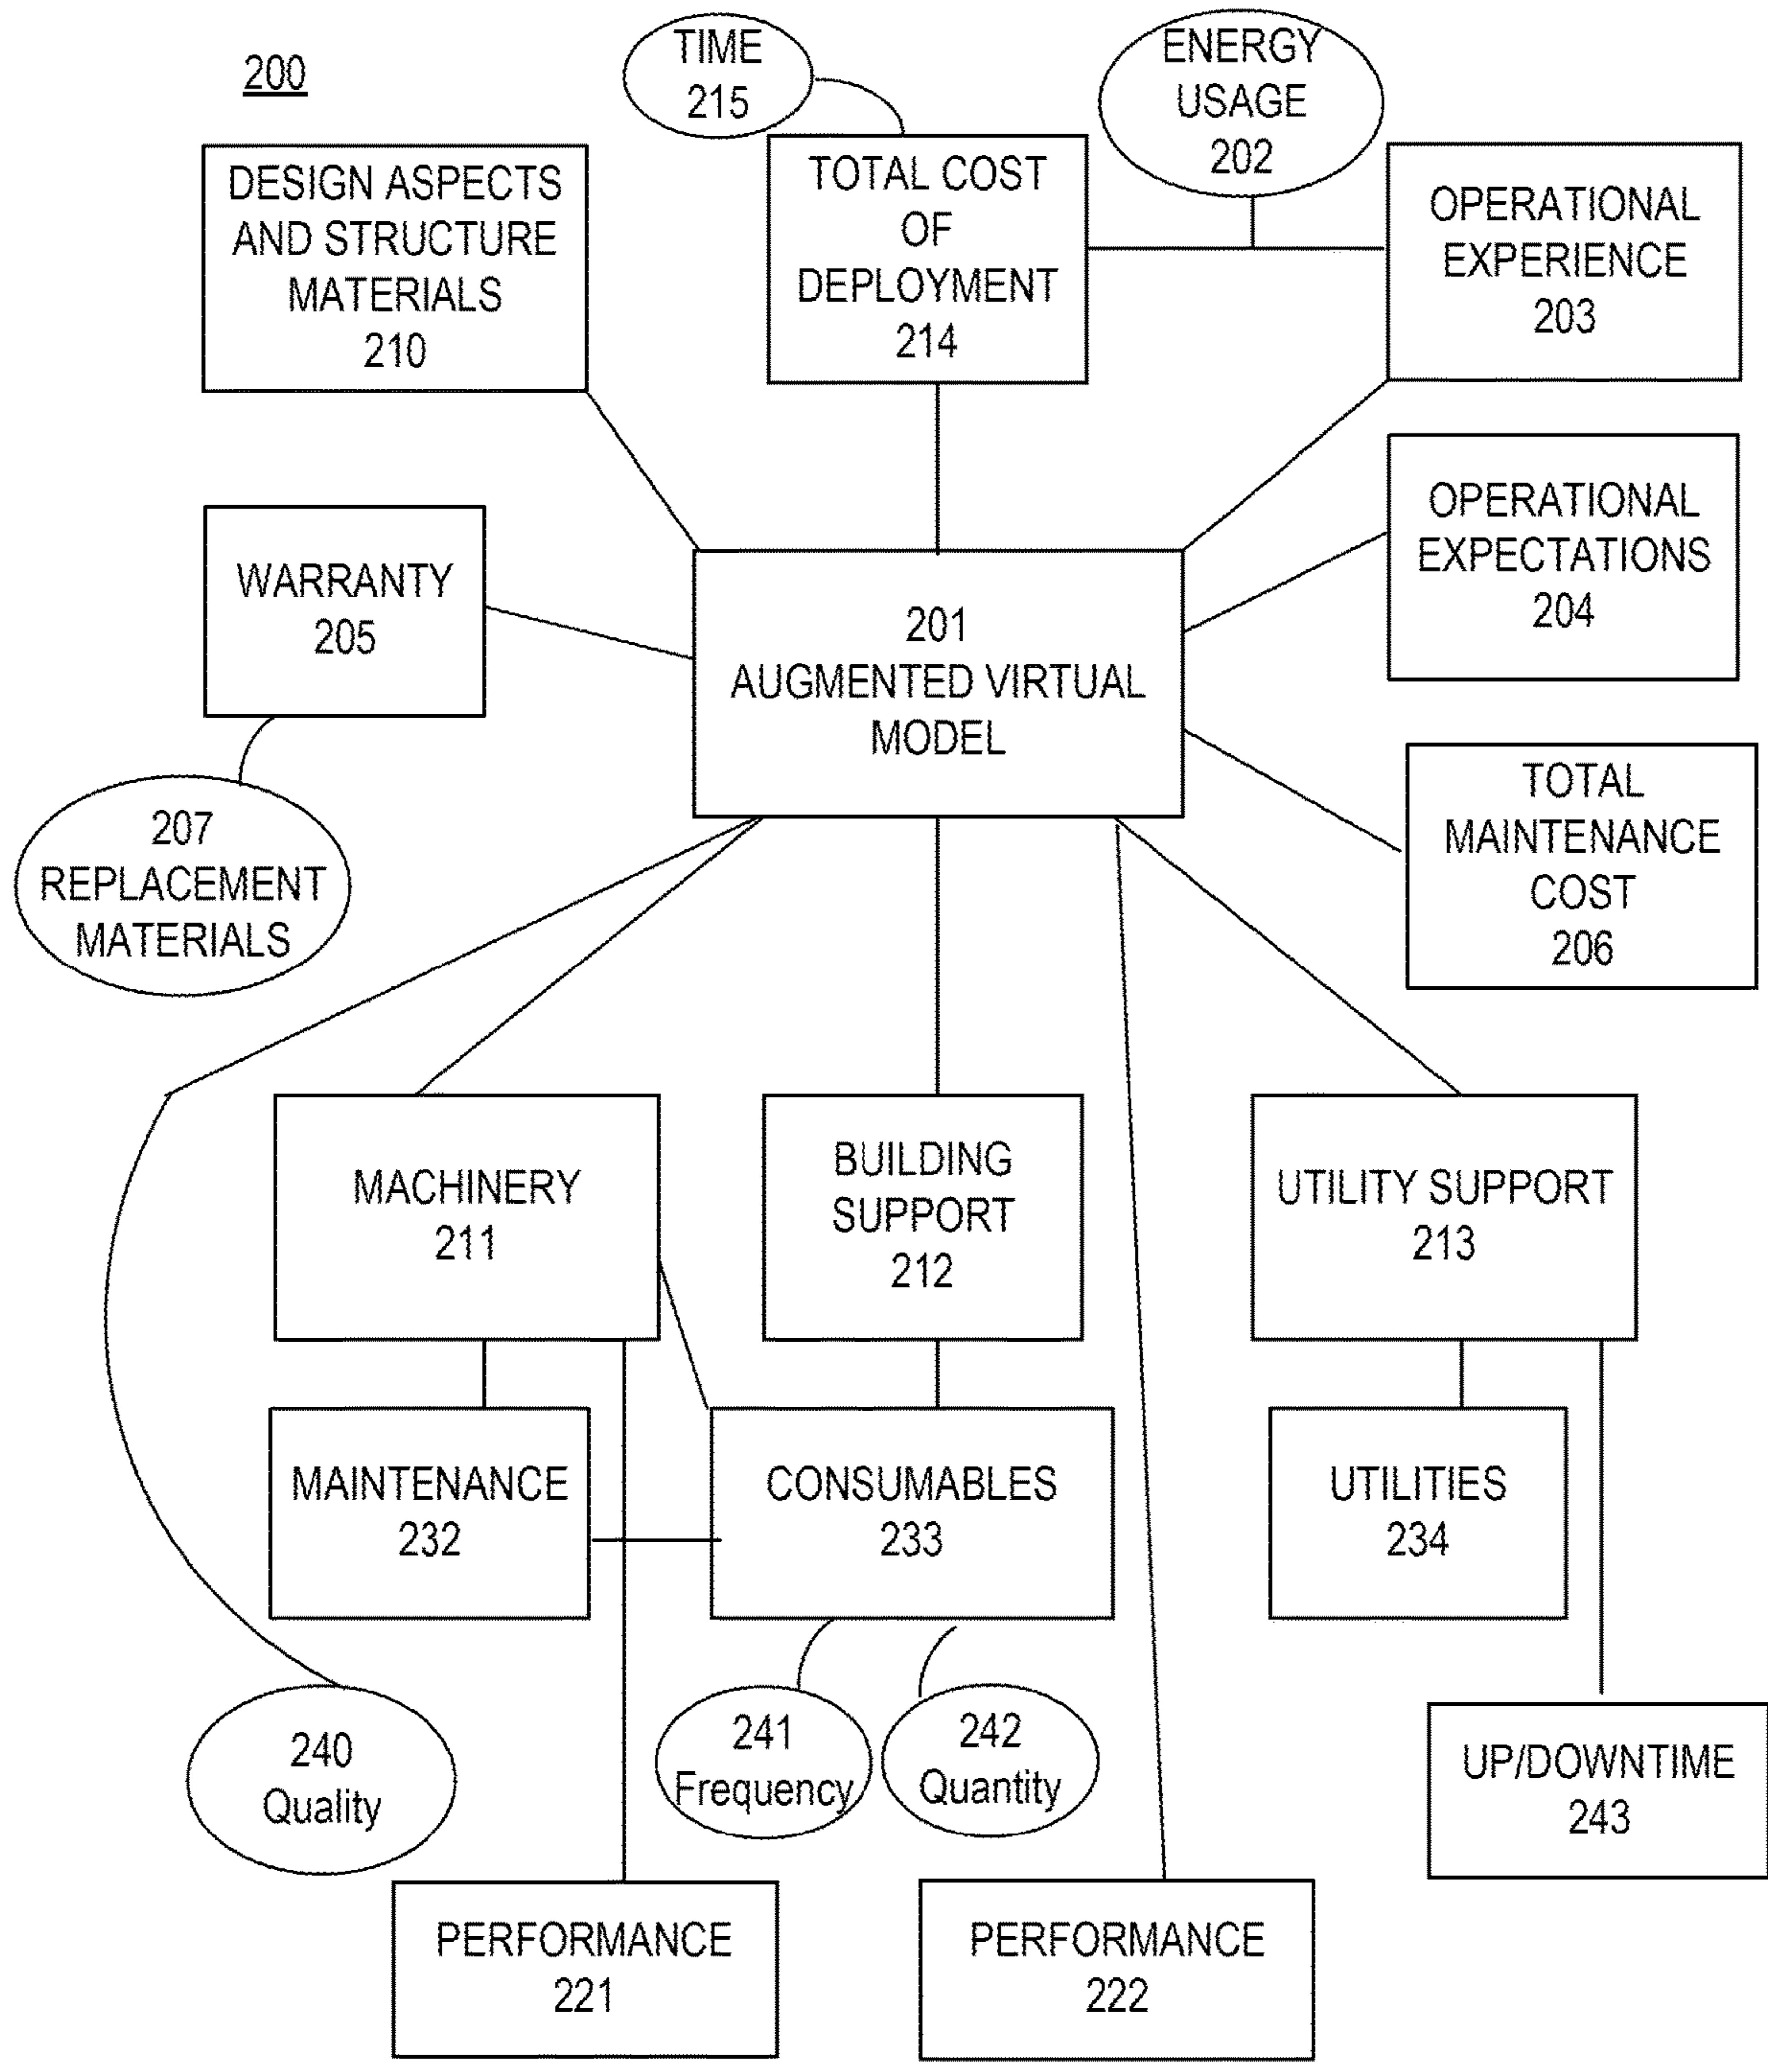 200
TIME
215
ENERGY
USAGE
202
DESIGN ASPECTS
AND STRUCTURE
MATERIALS
210
TOTAL COST
OF
DEPLOYMENT
214
OPERATIONAL
EXPERIENCE
203
WARRANTY
205
201
AUGMENTED VIRTUAL
MODEL
OPERATIONAL
EXPECTATIONS
204
207
REPLACEMENT
MATERIALS
TOTAL
MAINTENANCE
COST
206
MACHINERY
211
BUILDING
SUPPORT
212
UTILITY SUPPORT
213
MAINTENANCE
232
CONSUMABLES
233
UTILITIES
234
240
Quality
241
Frequency
242
Quantity
UP/DOWNTIME
243
PERFORMANCE
221
PERFORMANCE
222